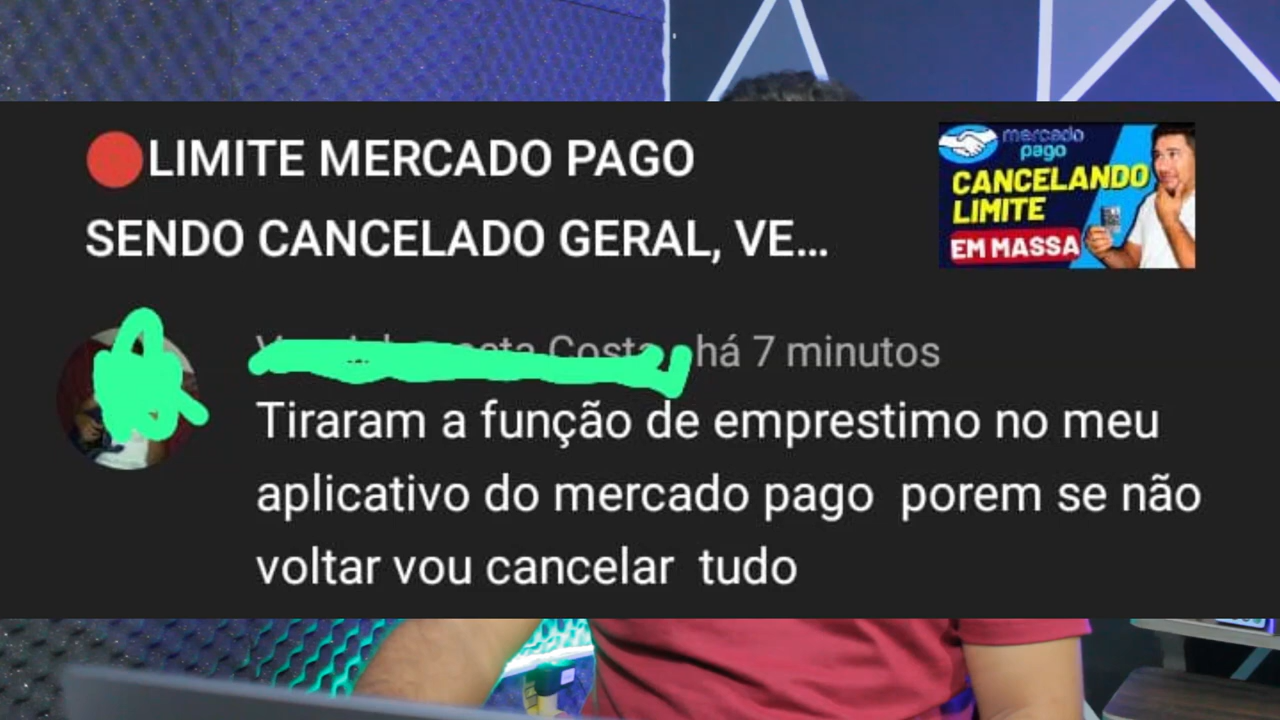 🔴LIMITE MERCADO PAGO
SENDO CANCELADO GERAL, VE...
mercado
pago
CANCELANDO
LIMITE
EM MASSA
Costa
há 7 minutos
Tiraram a função de emprestimo no meu
aplicativo do mercado pago porem se não
voltar vou cancelar tudo